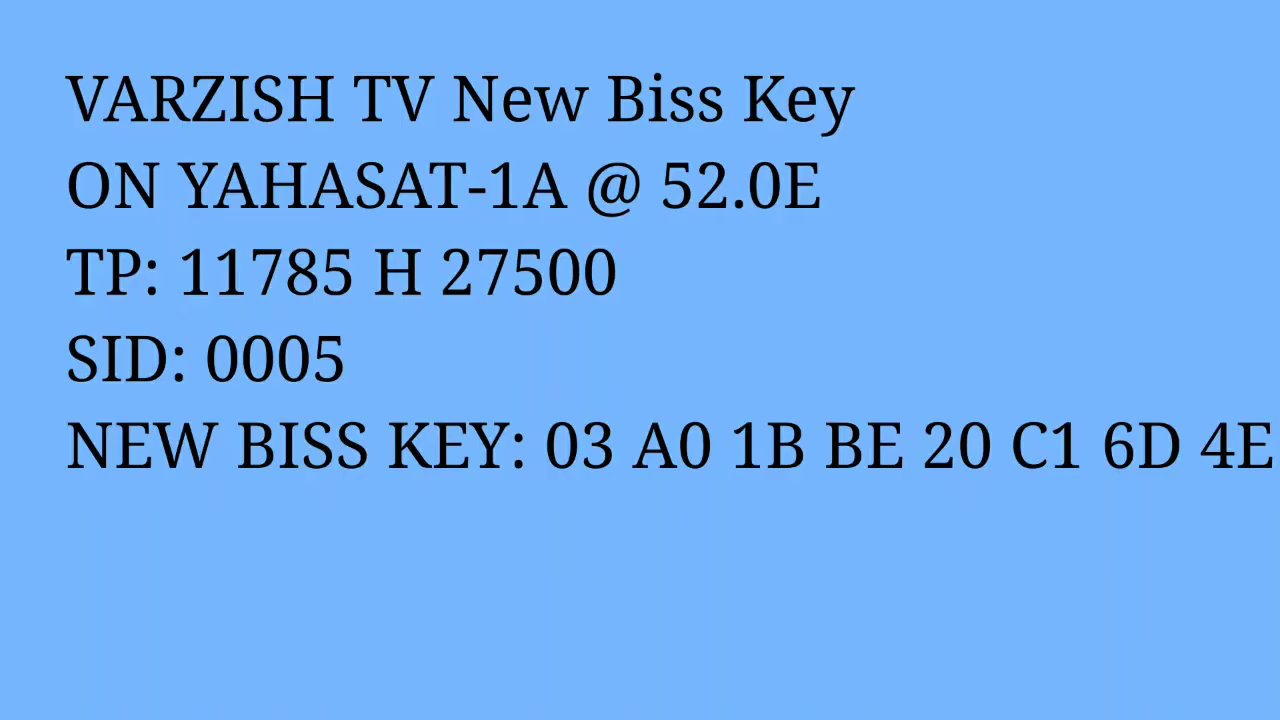 VARZISH TV New Biss Key
ON YAHASAT-1A @ 52.0E
TP: 11785 H 27500
SID: 0005
NEW BISS KEY: 03 A0 1B BE 20 C1 6D 4E